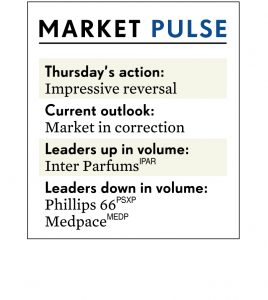 MARKET PULSE
Thursday's action:
Impressive reversal
Current outlook:
Market in correction
Leaders up in volume:
Inter Parfums IPAR
Leaders down in volume:
Phillips 66 PSXP
Medpace MEDP